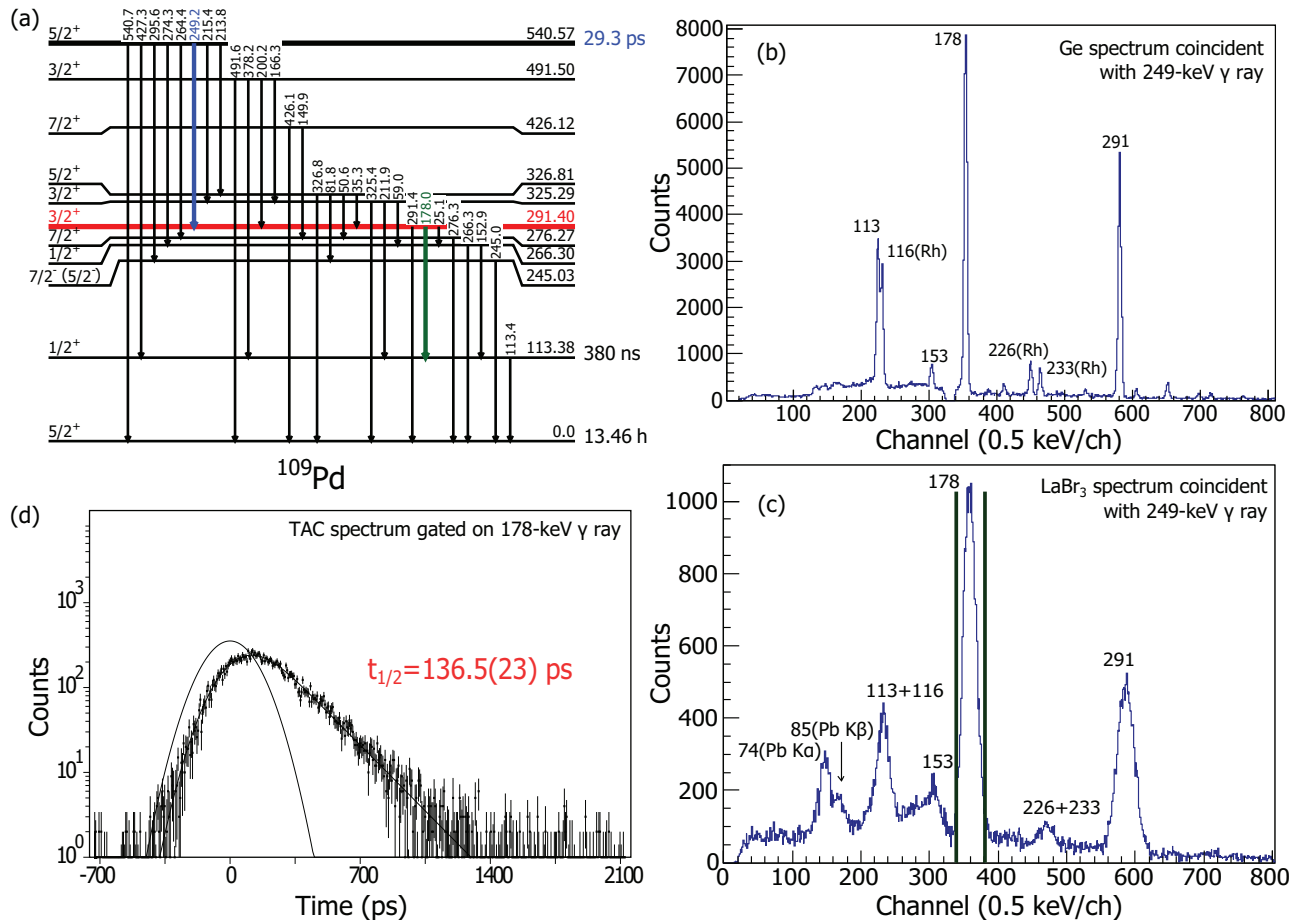 (a)
5/2+ 540.7 427.3 295.6 274.3 264.4 249.2 215.4 213.8 540.57 29.3 ps
3/2+ 491.6 378.2 200.2 166.3 491.50
7/2+ 426.1 149.9 426.12
5/2+ 326.8 81.8 50.6 35.3 326.81
3/2+ 325.4 211.9 59.0 325.29
3/2+ 291.4 178.0 25.1 291.40
7/2+ 276.3 276.27
1/2+ 266.3 152.9 266.30
7/2- (5/2-) 245.0 245.03
1/2+ 113.4 113.38 380 ns
5/2+ 0.0 13.46 h
109Pd
(b)
Ge spectrum coincident
with 249-keV γ ray
Counts
8000
7000
6000
5000
4000
3000
2000
1000
0
178
291
113
116(Rh)
153
226(Rh)
233(Rh)
100 200 300 400 500 600 700 800
Channel (0.5 keV/ch)
(c)
LaBr3 spectrum coincident
with 249-keV γ ray
Counts
1000
800
600
400
200
0
178
291
113+116
85(Pb Kβ)
74(Pb Kα)
153
226+233
0 100 200 300 400 500 600 700 800
Channel (0.5 keV/ch)
(d)
TAC spectrum gated on 178-keV γ ray
Counts
10^3
10^2
10^1
10^0
t1/2=136.5(23) ps
-700 0 700 1400 2100
Time (ps)